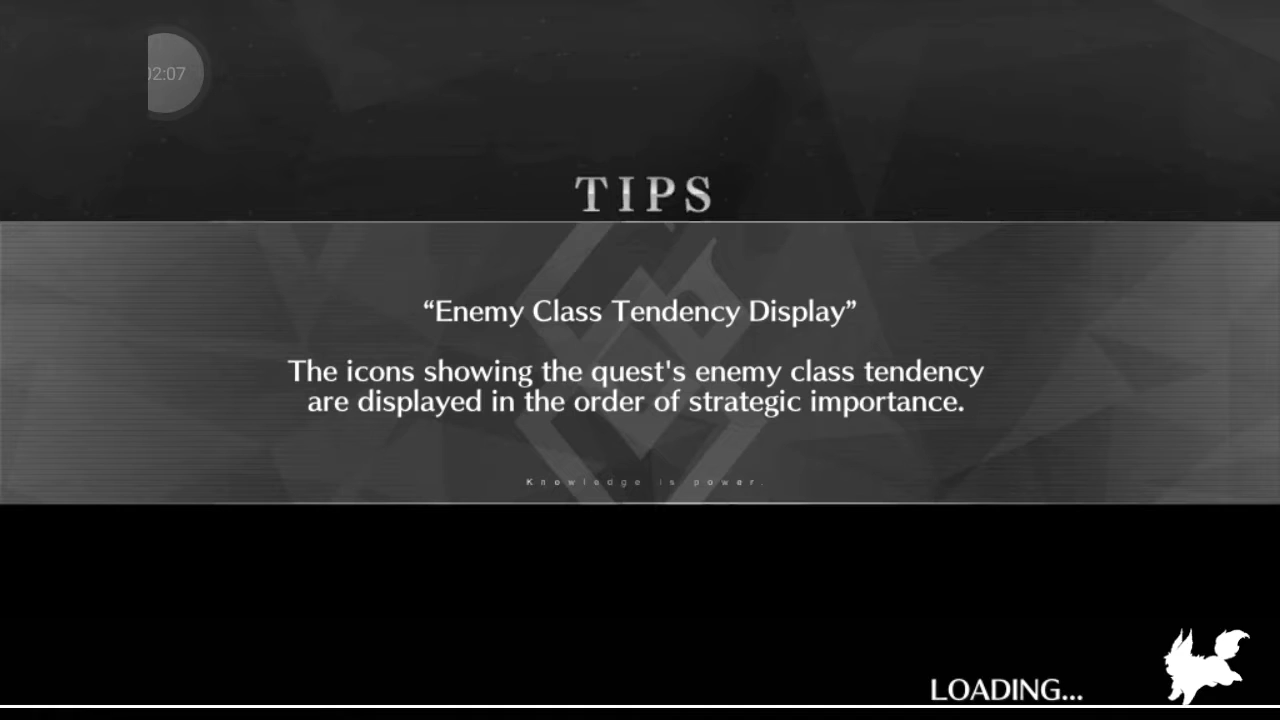 02:07
TIPS
“Enemy Class Tendency Display”
The icons showing the quest's enemy class tendency
are displayed in the order of strategic importance.
Knowledge is power.
LOADING...